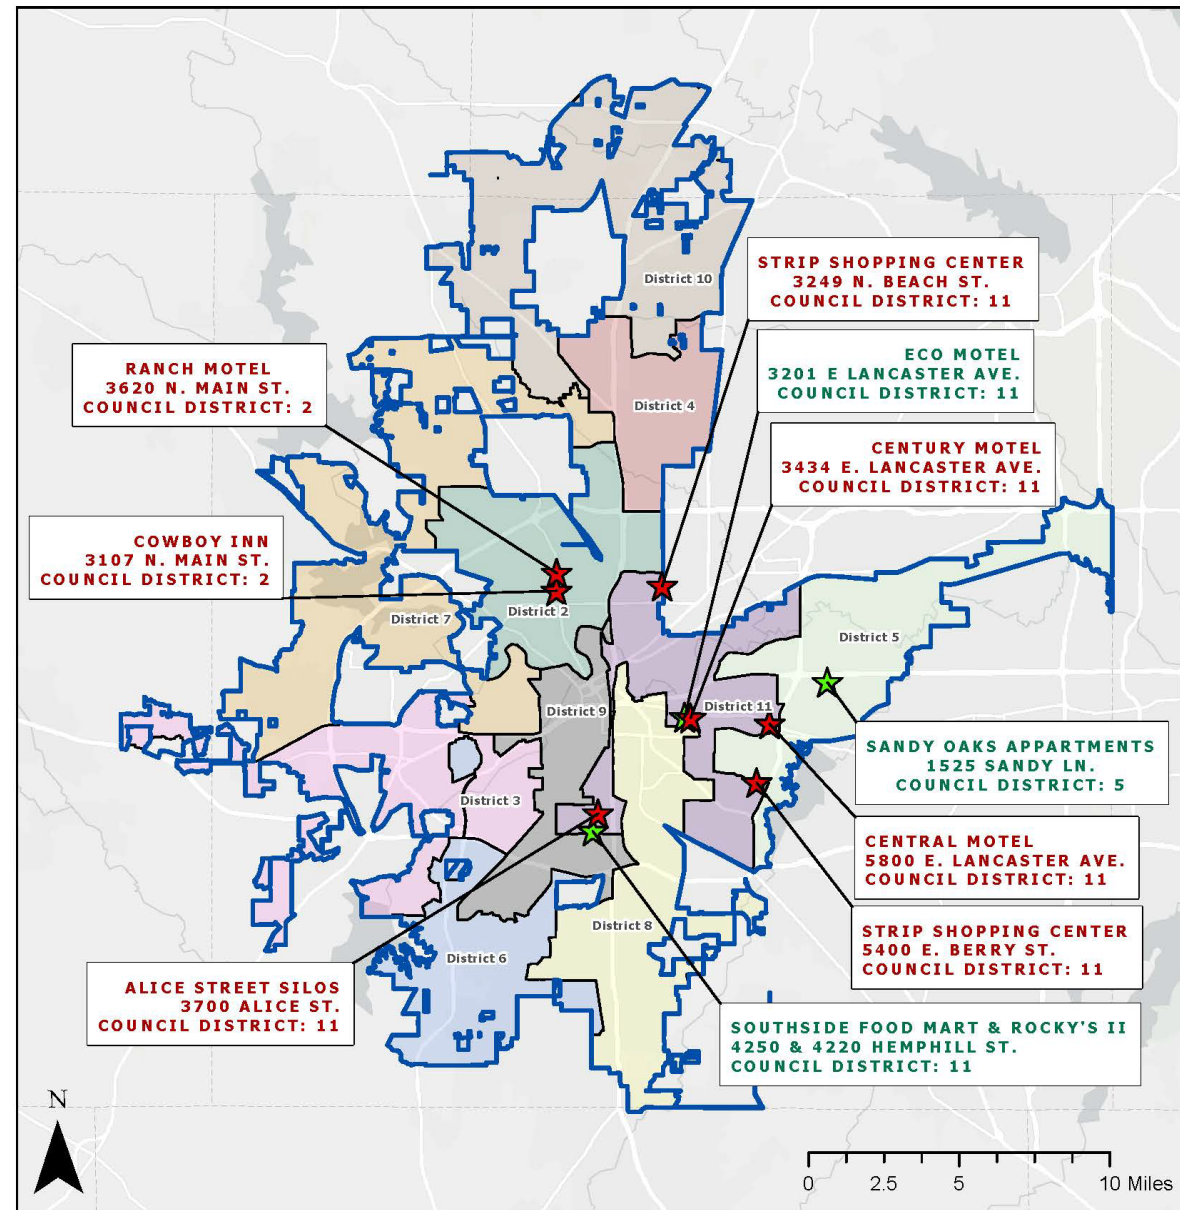 District 10
STRIP SHOPPING CENTER
3249 N. BEACH ST.
COUNCIL DISTRICT: 11
ECO MOTEL
3201 E LANCASTER AVE.
COUNCIL DISTRICT: 11
RANCH MOTEL
3620 N. MAIN ST.
COUNCIL DISTRICT: 2
District 4
CENTURY MOTEL
3434 E. LANCASTER AVE.
COUNCIL DISTRICT: 11
COWBOY INN
3107 N. MAIN ST.
COUNCIL DISTRICT: 2
District 7
District 2
District 5
District 9
District 11
SANDY OAKS APPARTMENTS
1525 SANDY LN.
COUNCIL DISTRICT: 5
District 3
CENTRAL MOTEL
5800 E. LANCASTER AVE.
COUNCIL DISTRICT: 11
District 8
District 6
STRIP SHOPPING CENTER
5400 E. BERRY ST.
COUNCIL DISTRICT: 11
ALICE STREET SILOS
3700 ALICE ST.
COUNCIL DISTRICT: 11
SOUTHSIDE FOOD MART & ROCKY'S II
4250 & 4220 HEMPHILL ST.
COUNCIL DISTRICT: 11
N
0 2.5 5 10 Miles